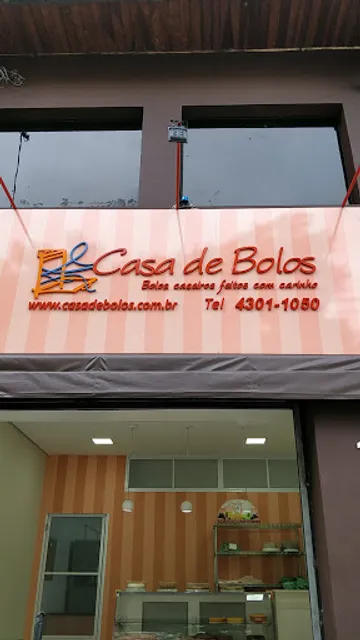 Casa de Bolos
Bolos caseiros feitos com carinho
www.casadebolos.com.br Tel 4301-1050